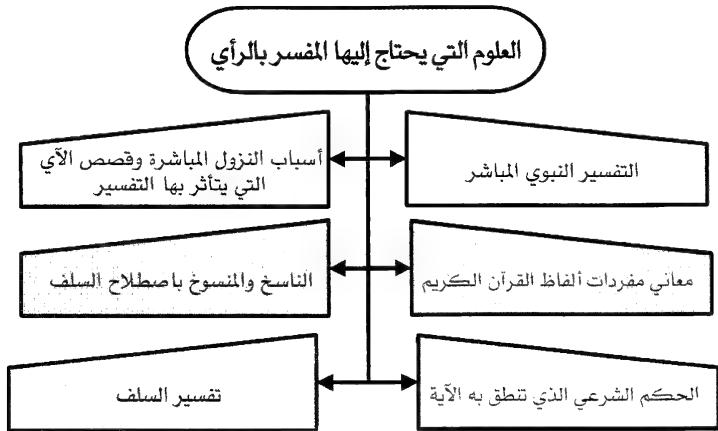 العلوم التي يحتاج إليها المفسر بالرأي
التفسير النبوي المباشر
أسباب النزول المباشرة وقصص الآي
التي يتأثر بها التفسير
معاني مفردات ألفاظ القرآن الكريم
الناسخ والمنسوخ باصطلاح السلف
الحكم الشرعي الذي تنطق به الآية
تفسير السلف